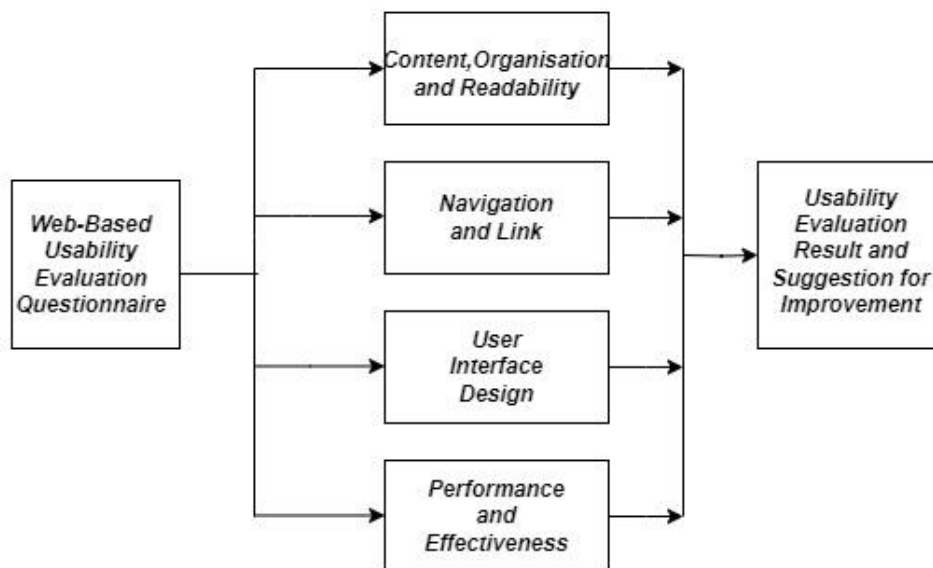 Web-Based
Usability
Evaluation
Questionnaire
Content,Organisation
and Readability
Navigation
and Link
User
Interface
Design
Performance
and
Effectiveness
Usability
Evaluation
Result and
Suggestion for
Improvement